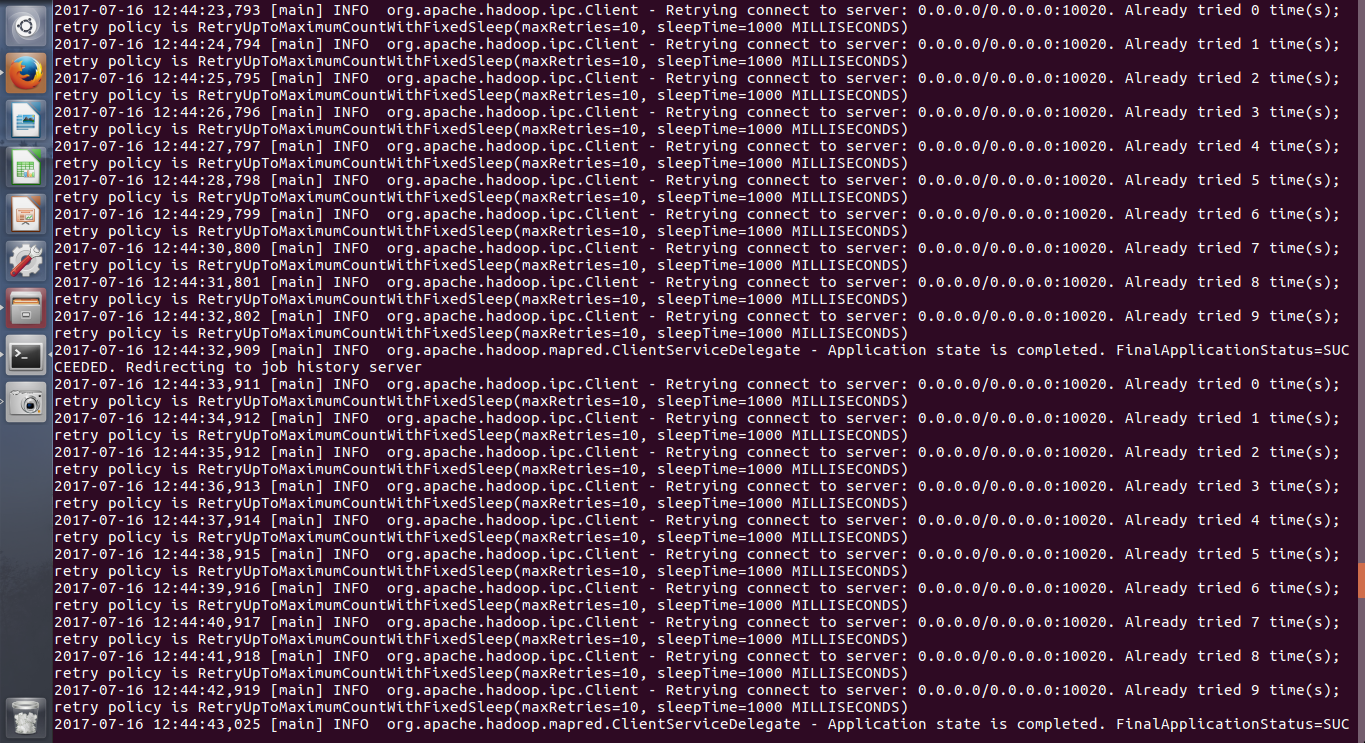 2017-07-16 12:44:23,793 [main] INFO  org.apache.hadoop.ipc.Client - Retrying connect to server: 0.0.0.0/0.0.0.0:10020. Already tried 0 time(s);
retry policy is RetryUpToMaximumCountWithFixedSleep(maxRetries=10, sleepTime=1000 MILLISECONDS)
2017-07-16 12:44:24,794 [main] INFO  org.apache.hadoop.ipc.Client - Retrying connect to server: 0.0.0.0/0.0.0.0:10020. Already tried 1 time(s);
retry policy is RetryUpToMaximumCountWithFixedSleep(maxRetries=10, sleepTime=1000 MILLISECONDS)
2017-07-16 12:44:25,795 [main] INFO  org.apache.hadoop.ipc.Client - Retrying connect to server: 0.0.0.0/0.0.0.0:10020. Already tried 2 time(s);
retry policy is RetryUpToMaximumCountWithFixedSleep(maxRetries=10, sleepTime=1000 MILLISECONDS)
2017-07-16 12:44:26,796 [main] INFO  org.apache.hadoop.ipc.Client - Retrying connect to server: 0.0.0.0/0.0.0.0:10020. Already tried 3 time(s);
retry policy is RetryUpToMaximumCountWithFixedSleep(maxRetries=10, sleepTime=1000 MILLISECONDS)
2017-07-16 12:44:27,797 [main] INFO  org.apache.hadoop.ipc.Client - Retrying connect to server: 0.0.0.0/0.0.0.0:10020. Already tried 4 time(s);
retry policy is RetryUpToMaximumCountWithFixedSleep(maxRetries=10, sleepTime=1000 MILLISECONDS)
2017-07-16 12:44:28,798 [main] INFO  org.apache.hadoop.ipc.Client - Retrying connect to server: 0.0.0.0/0.0.0.0:10020. Already tried 5 time(s);
retry policy is RetryUpToMaximumCountWithFixedSleep(maxRetries=10, sleepTime=1000 MILLISECONDS)
2017-07-16 12:44:29,799 [main] INFO  org.apache.hadoop.ipc.Client - Retrying connect to server: 0.0.0.0/0.0.0.0:10020. Already tried 6 time(s);
retry policy is RetryUpToMaximumCountWithFixedSleep(maxRetries=10, sleepTime=1000 MILLISECONDS)
2017-07-16 12:44:30,800 [main] INFO  org.apache.hadoop.ipc.Client - Retrying connect to server: 0.0.0.0/0.0.0.0:10020. Already tried 7 time(s);
retry policy is RetryUpToMaximumCountWithFixedSleep(maxRetries=10, sleepTime=1000 MILLISECONDS)
2017-07-16 12:44:31,801 [main] INFO  org.apache.hadoop.ipc.Client - Retrying connect to server: 0.0.0.0/0.0.0.0:10020. Already tried 8 time(s);
retry policy is RetryUpToMaximumCountWithFixedSleep(maxRetries=10, sleepTime=1000 MILLISECONDS)
2017-07-16 12:44:32,802 [main] INFO  org.apache.hadoop.ipc.Client - Retrying connect to server: 0.0.0.0/0.0.0.0:10020. Already tried 9 time(s);
retry policy is RetryUpToMaximumCountWithFixedSleep(maxRetries=10, sleepTime=1000 MILLISECONDS)
2017-07-16 12:44:32,909 [main] INFO  org.apache.hadoop.mapred.ClientServiceDelegate - Application state is completed. FinalApplicationStatus=SUC
CEEDED. Redirecting to job history server
2017-07-16 12:44:33,911 [main] INFO  org.apache.hadoop.ipc.Client - Retrying connect to server: 0.0.0.0/0.0.0.0:10020. Already tried 0 time(s);
retry policy is RetryUpToMaximumCountWithFixedSleep(maxRetries=10, sleepTime=1000 MILLISECONDS)
2017-07-16 12:44:34,912 [main] INFO  org.apache.hadoop.ipc.Client - Retrying connect to server: 0.0.0.0/0.0.0.0:10020. Already tried 1 time(s);
retry policy is RetryUpToMaximumCountWithFixedSleep(maxRetries=10, sleepTime=1000 MILLISECONDS)
2017-07-16 12:44:35,912 [main] INFO  org.apache.hadoop.ipc.Client - Retrying connect to server: 0.0.0.0/0.0.0.0:10020. Already tried 2 time(s);
retry policy is RetryUpToMaximumCountWithFixedSleep(maxRetries=10, sleepTime=1000 MILLISECONDS)
2017-07-16 12:44:36,913 [main] INFO  org.apache.hadoop.ipc.Client - Retrying connect to server: 0.0.0.0/0.0.0.0:10020. Already tried 3 time(s);
retry policy is RetryUpToMaximumCountWithFixedSleep(maxRetries=10, sleepTime=1000 MILLISECONDS)
2017-07-16 12:44:37,914 [main] INFO  org.apache.hadoop.ipc.Client - Retrying connect to server: 0.0.0.0/0.0.0.0:10020. Already tried 4 time(s);
retry policy is RetryUpToMaximumCountWithFixedSleep(maxRetries=10, sleepTime=1000 MILLISECONDS)
2017-07-16 12:44:38,915 [main] INFO  org.apache.hadoop.ipc.Client - Retrying connect to server: 0.0.0.0/0.0.0.0:10020. Already tried 5 time(s);
retry policy is RetryUpToMaximumCountWithFixedSleep(maxRetries=10, sleepTime=1000 MILLISECONDS)
2017-07-16 12:44:39,916 [main] INFO  org.apache.hadoop.ipc.Client - Retrying connect to server: 0.0.0.0/0.0.0.0:10020. Already tried 6 time(s);
retry policy is RetryUpToMaximumCountWithFixedSleep(maxRetries=10, sleepTime=1000 MILLISECONDS)
2017-07-16 12:44:40,917 [main] INFO  org.apache.hadoop.ipc.Client - Retrying connect to server: 0.0.0.0/0.0.0.0:10020. Already tried 7 time(s);
retry policy is RetryUpToMaximumCountWithFixedSleep(maxRetries=10, sleepTime=1000 MILLISECONDS)
2017-07-16 12:44:41,918 [main] INFO  org.apache.hadoop.ipc.Client - Retrying connect to server: 0.0.0.0/0.0.0.0:10020. Already tried 8 time(s);
retry policy is RetryUpToMaximumCountWithFixedSleep(maxRetries=10, sleepTime=1000 MILLISECONDS)
2017-07-16 12:44:42,919 [main] INFO  org.apache.hadoop.ipc.Client - Retrying connect to server: 0.0.0.0/0.0.0.0:10020. Already tried 9 time(s);
retry policy is RetryUpToMaximumCountWithFixedSleep(maxRetries=10, sleepTime=1000 MILLISECONDS)
2017-07-16 12:44:43,025 [main] INFO  org.apache.hadoop.mapred.ClientServiceDelegate - Application state is completed. FinalApplicationStatus=SUC